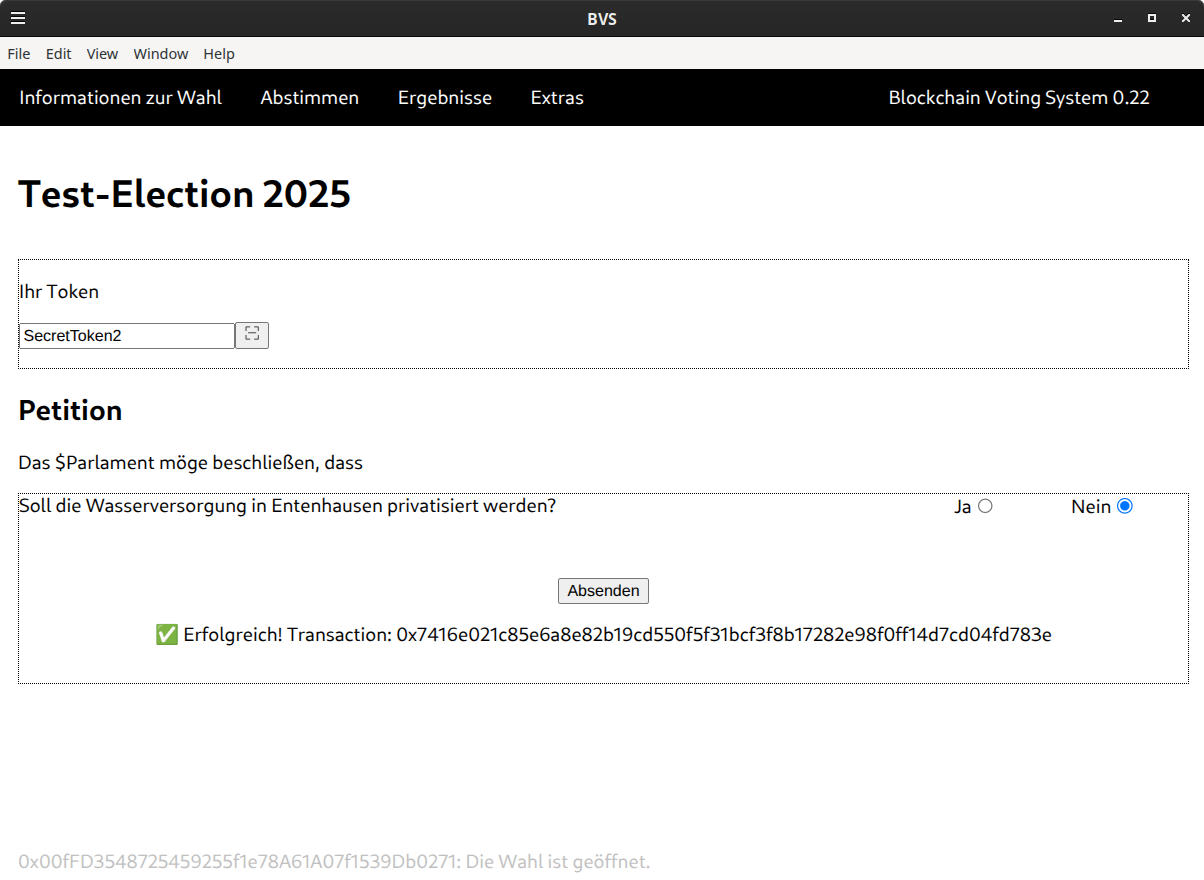 BVS
File Edit View Window Help
Informationen zur Wahl Abstimmen Ergebnisse Extras Blockchain Voting System 0.22
Test-Election 2025
Ihr Token
SecretToken2
Petition
Das $Parlament möge beschließen, dass
Soll die Wasserversorgung in Entenhausen privatisiert werden? Ja Nein
Absenden
✅ Erfolgreich! Transaction: 0x7416e021c85e6a8e82b19cd550f5f31bcf3f8b17282e98f0ff14d7cd04fd783e
0x00fFD3548725459255f1e78A61A07f1539Db0271: Die Wahl ist geöffnet.